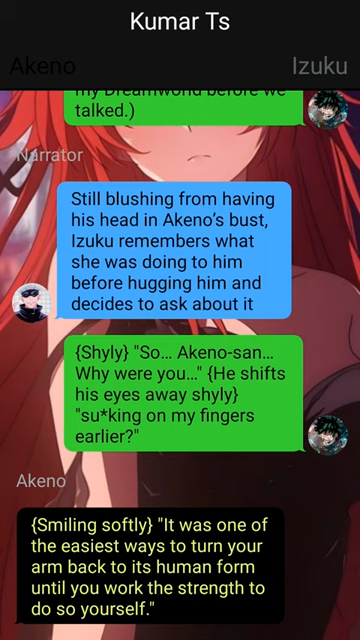 Kumar Ts
Akeno
Izuku
my Dreamworld before we
talked.)
Narrator
Still blushing from having
his head in Akeno’s bust,
Izuku remembers what
she was doing to him
before hugging him and
decides to ask about it
{Shyly} "So… Akeno-san…
Why were you…" {He shifts
his eyes away shyly}
"su*king on my fingers
earlier?"
Akeno
{Smiling softly} "It was one of
the easiest ways to turn your
arm back to its human form
until you work the strength to
do so yourself."